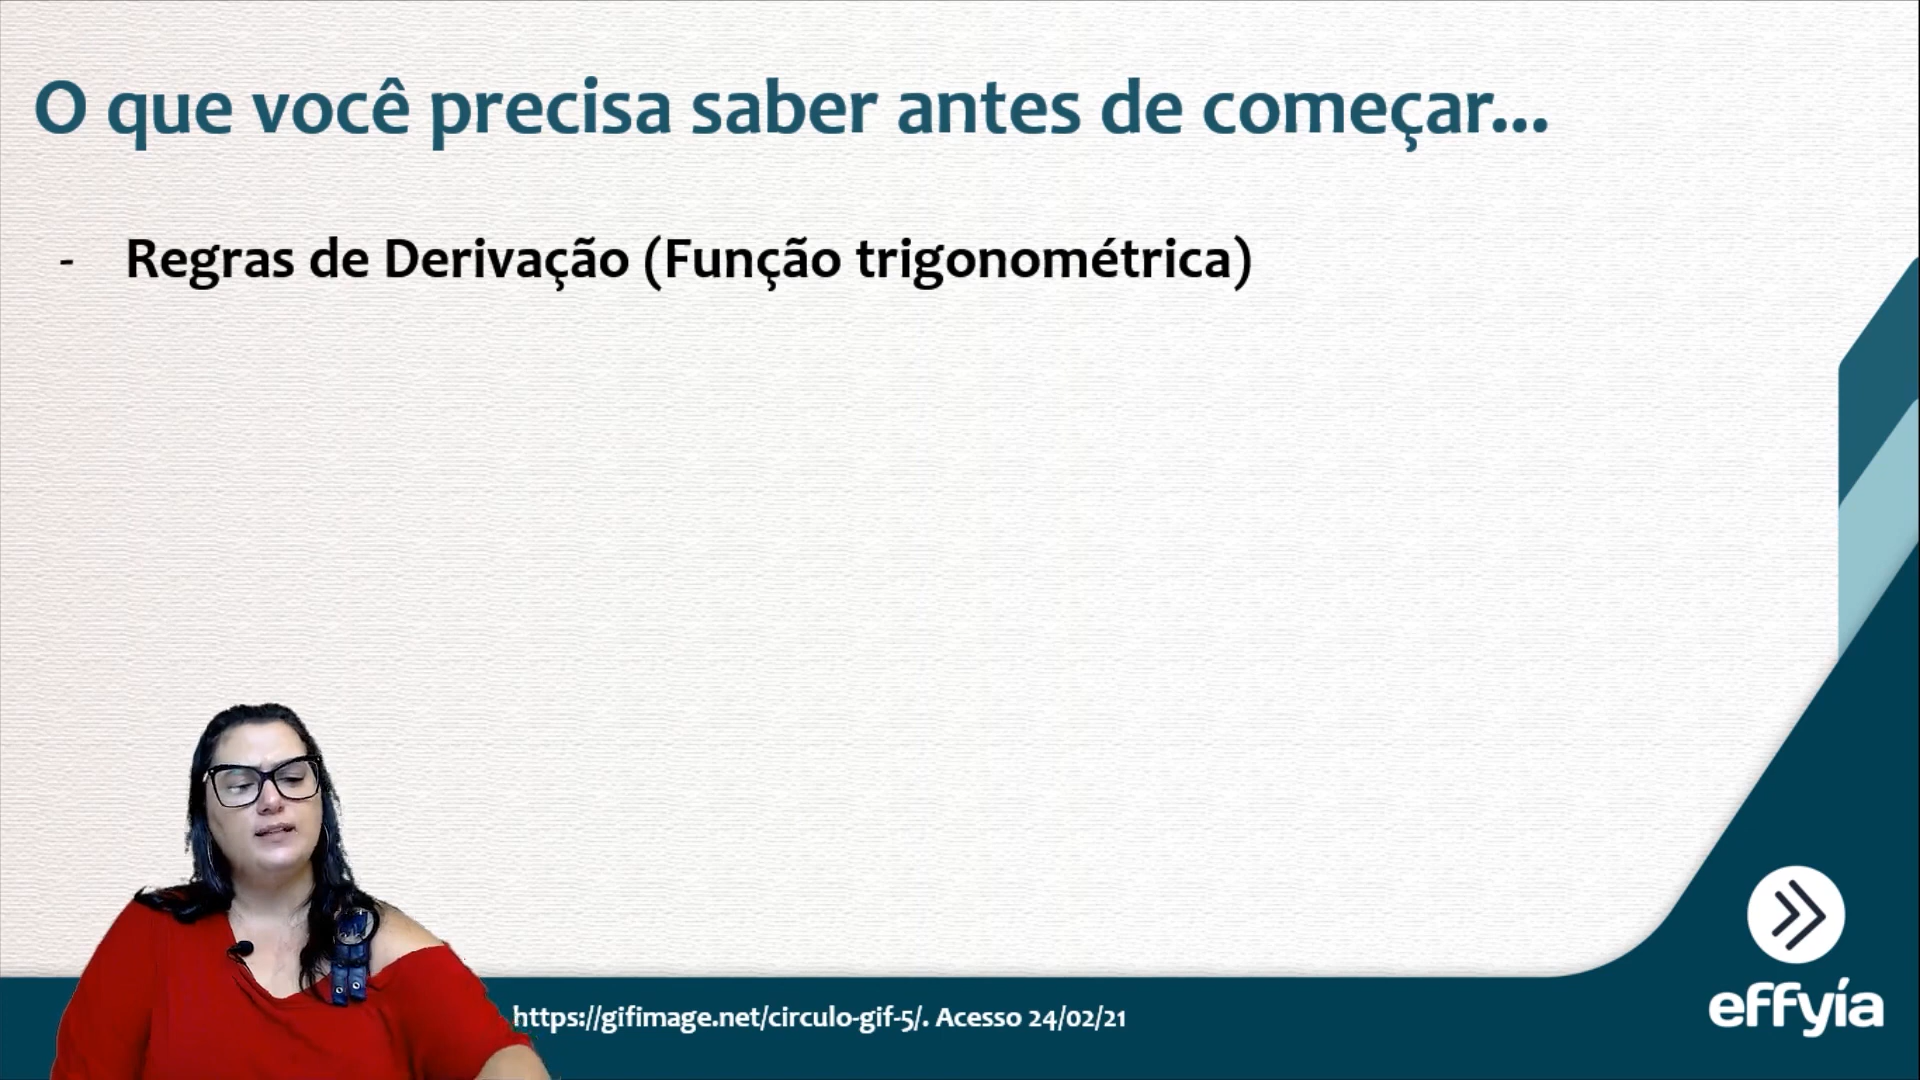 O que você precisa saber antes de começar...
- Regras de Derivação (Função trigonométrica)
https://gifimage.net/circulo-gif-5/. Acesso 24/02/21
effyía